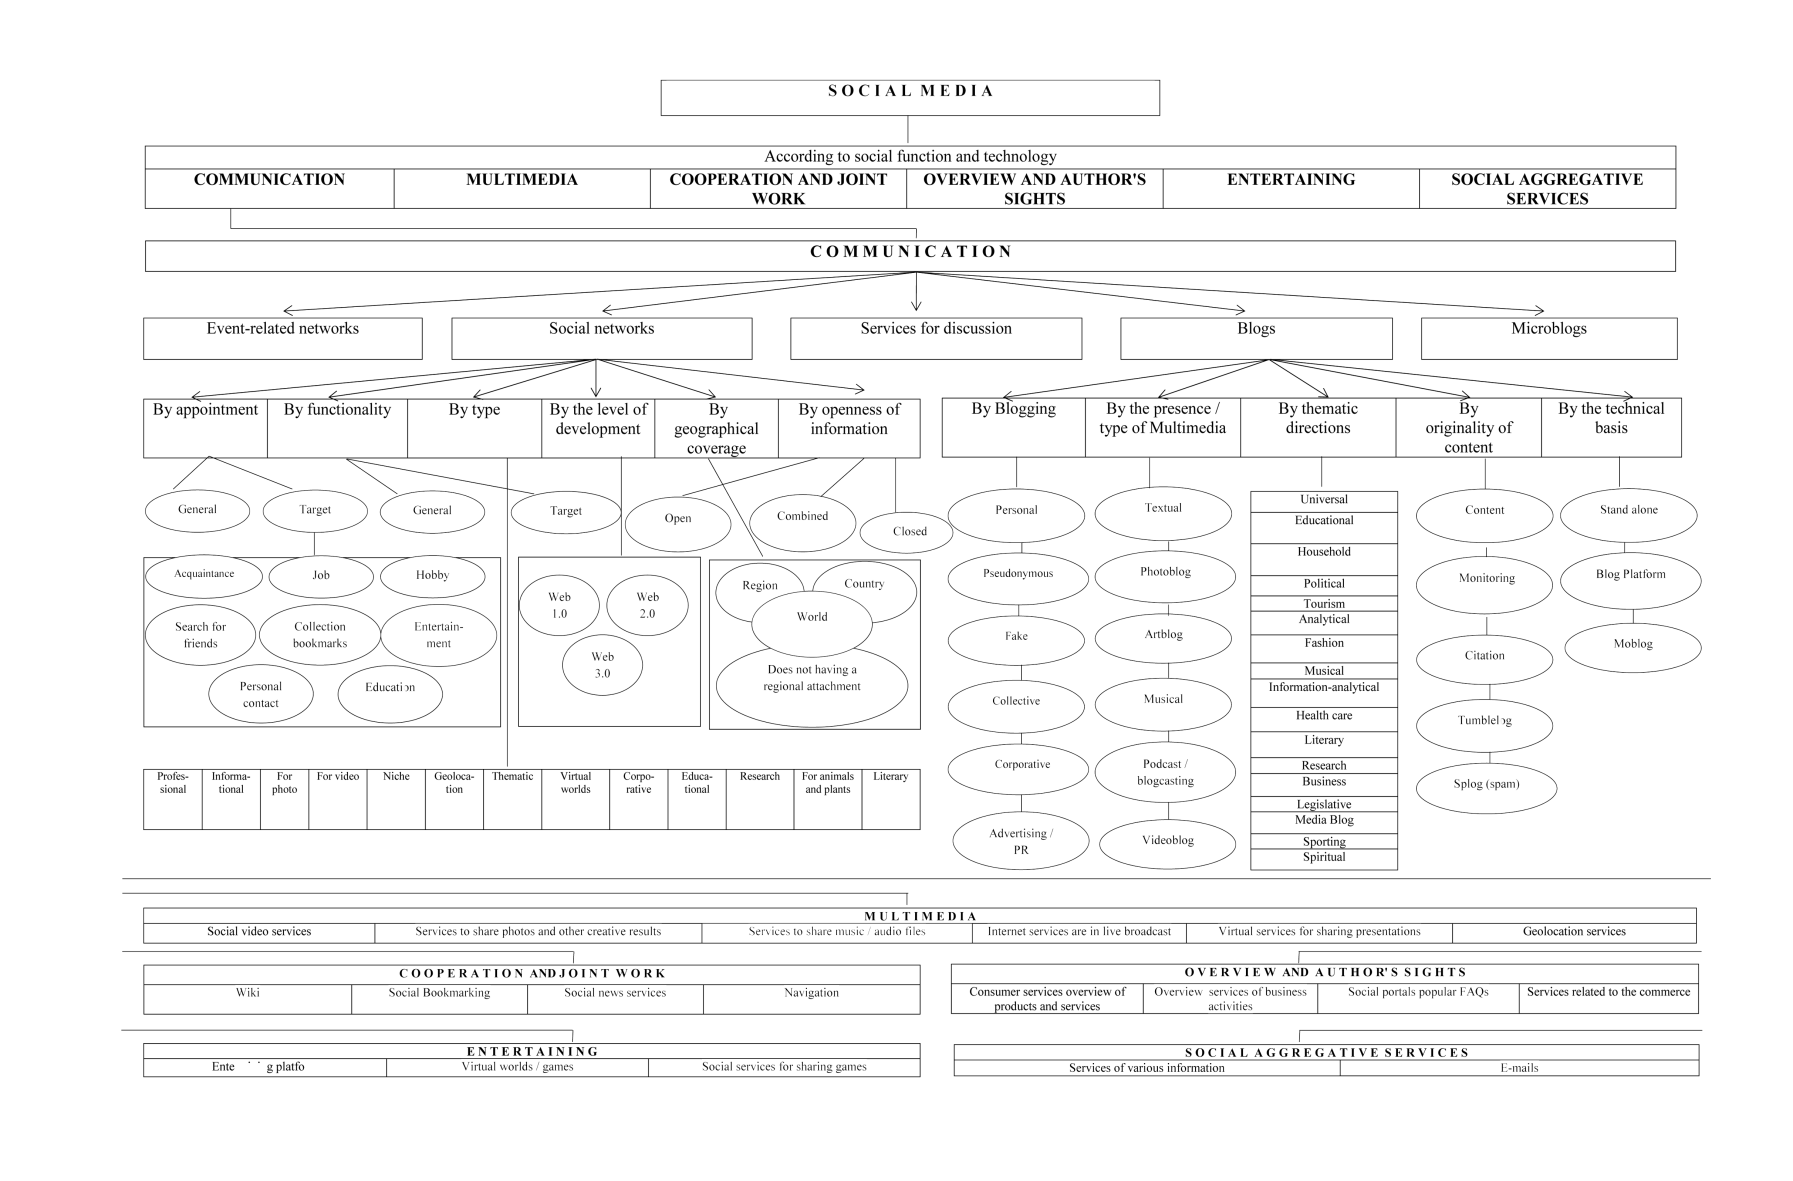 SOCIAL MEDIA
According to social function and technology
COMMUNICATION
MULTIMEDIA
COOPERATION AND JOINT
WORK
OVERVIEW AND AUTHOR'S
SIGHTS
ENTERTAINING
SOCIAL AGGREGATIVE
SERVICES
COMMUNICATION
Event-related networks
Social networks
Services for discussion
Blogs
Microblogs
By appointment
By functionality
By type
By the level of
development
By
geographical
coverage
By openness of
information
By Blogging
By the presence /
type of Multimedia
By thematic
directions
By
originality of
content
By the technical
basis
General
Target
General
Target
Open
Combined
Closed
Acquaintance
Job
Hobby
Search for
friends
Collection
bookmarks
Entertain-
ment
Personal
contact
Education
Web
1.0
Web
2.0
Web
3.0
Region
Country
World
Does not having a
regional attachment
Profes-
sional
Informa-
tional
For
photo
For video
Niche
Geoloca-
tion
Thematic
Virtual
worlds
Corpo-
rative
Educa-
tional
Research
For animals
and plants
Literary
Personal
Pseudonymous
Fake
Collective
Corporative
Advertising /
PR
Textual
Photoblog
Artblog
Musical
Podcast /
blogcasting
Videoblog
Universal
Educational
Household
Political
Tourism
Analytical
Fashion
Musical
Information-analytical
Health care
Literary
Research
Business
Legislative
Media Blog
Sporting
Spiritual
Content
Monitoring
Citation
Tumblelog
Splog (spam)
Stand alone
Blog Platform
Moblog
MULTIMEDIA
Social video services
Services to share photos and other creative results
Services to share music / audio files
Internet services are in live broadcast
Virtual services for sharing presentations
Geolocation services
COOPERATION AND JOINT WORK
Wiki
Social Bookmarking
Social news services
Navigation
OVERVIEW AND AUTHOR'S SIGHTS
Consumer services overview of
products and services
Overview services of business
activities
Social portals popular FAQs
Services related to the commerce
ENTERTAINING
Virtual worlds / games
Social services for sharing games
SOCIAL AGGREGATIVE SERVICES
Services of various information
E-mails